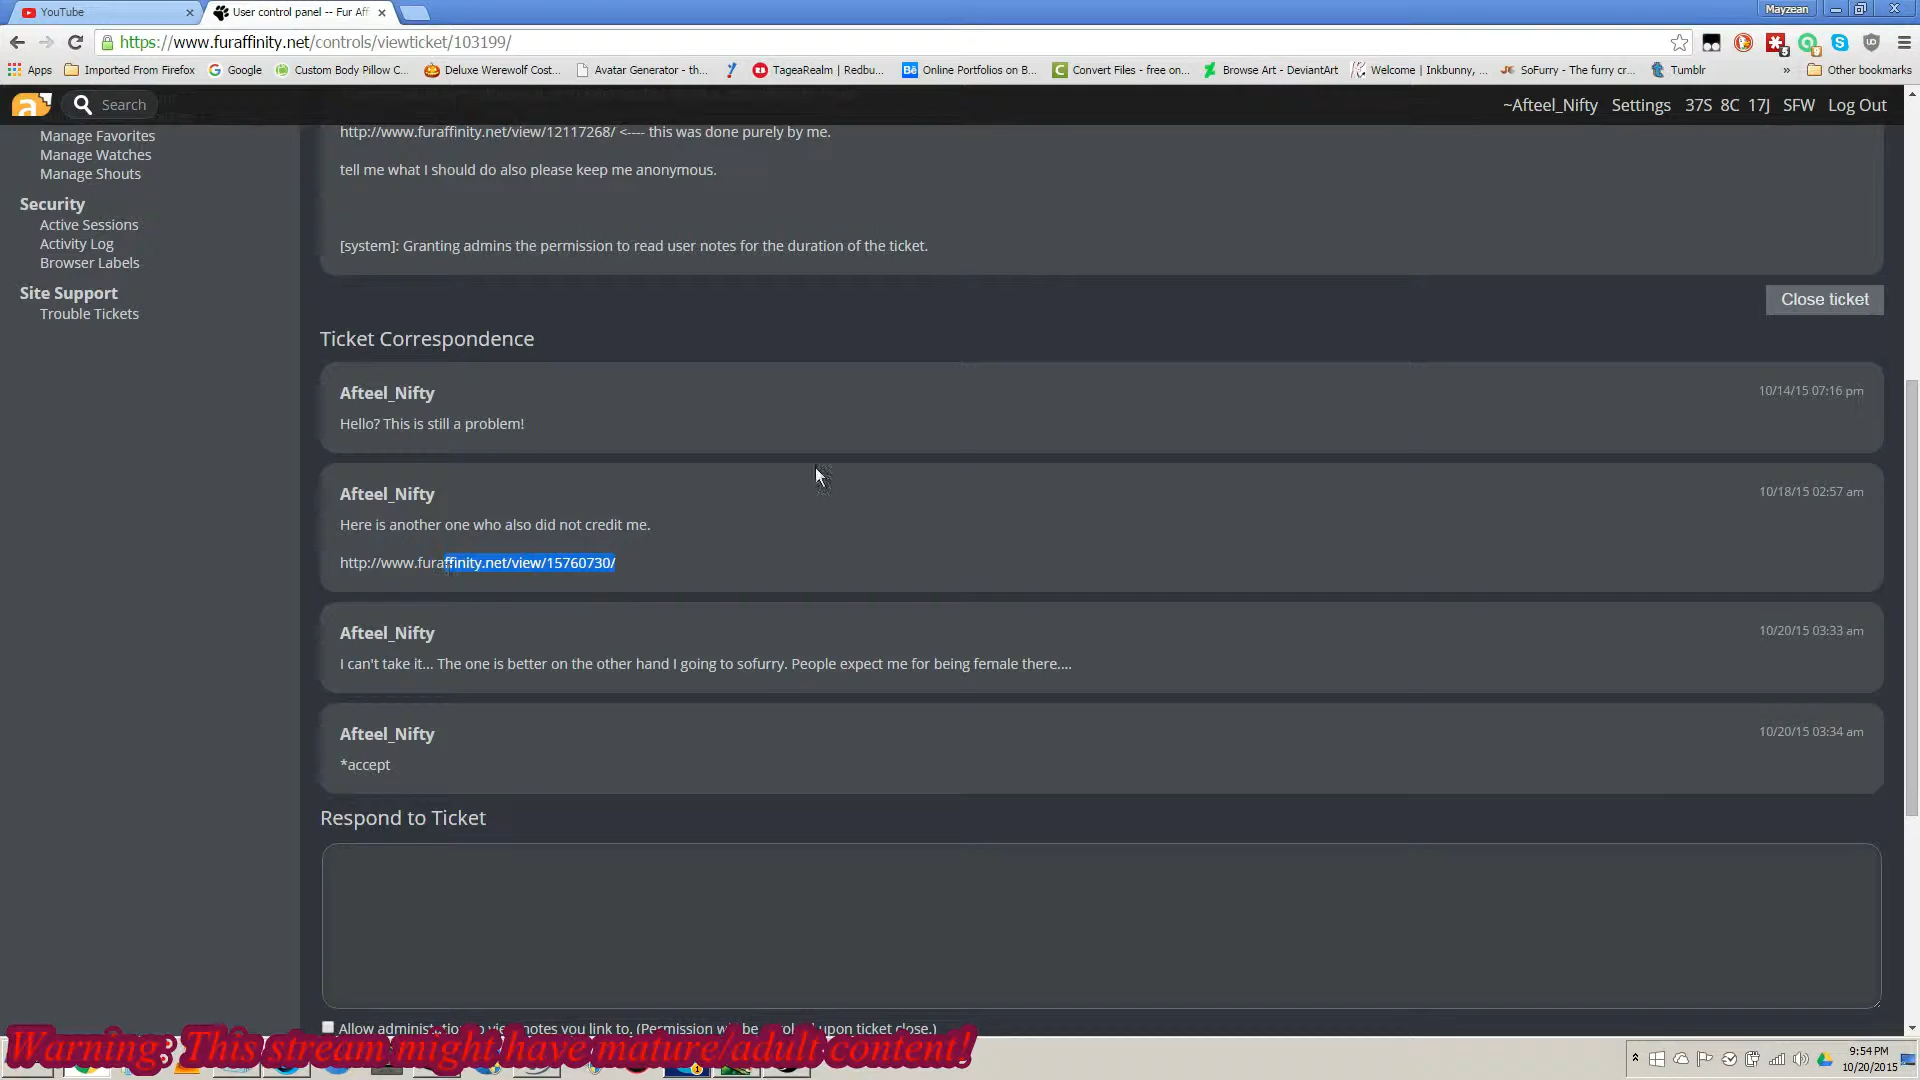 YouTube
User control panel -- Fur Aff
Mayzean
https://www.furaffinity.net/controls/viewticket/103199/
Apps
Imported From Firefox
Google
Custom Body Pillow C...
Deluxe Werewolf Cost...
Avatar Generator - th...
TageaRealm | Redbu...
Online Portfolios on B...
Convert Files - free on...
Browse Art - DeviantArt
Welcome | Inkbunny, ...
SoFurry - The furry cr...
Tumblr
»
Other bookmarks
Search
~Afteel_Nifty Settings 37S 8C 17J SFW Log Out
Manage Favorites
Manage Watches
Manage Shouts
Security
Active Sessions
Activity Log
Browser Labels
Site Support
Trouble Tickets
http://www.furaffinity.net/view/12117268/ <---- this was done purely by me.
tell me what I should do also please keep me anonymous.
[system]: Granting admins the permission to read user notes for the duration of the ticket.
Close ticket
Ticket Correspondence
Afteel_Nifty
10/14/15 07:16 pm
Hello? This is still a problem!
Afteel_Nifty
10/18/15 02:57 am
Here is another one who also did not credit me.
http://www.furaffinity.net/view/15760730/
Afteel_Nifty
10/20/15 03:33 am
I can't take it... The one is better on the other hand I going to sofurry. People expect me for being female there....
Afteel_Nifty
10/20/15 03:34 am
*accept
Respond to Ticket
notes you link to. (Permission
upon ticket close.)
Warning: This stream might have mature/adult content!
9:54 PM
10/20/2015